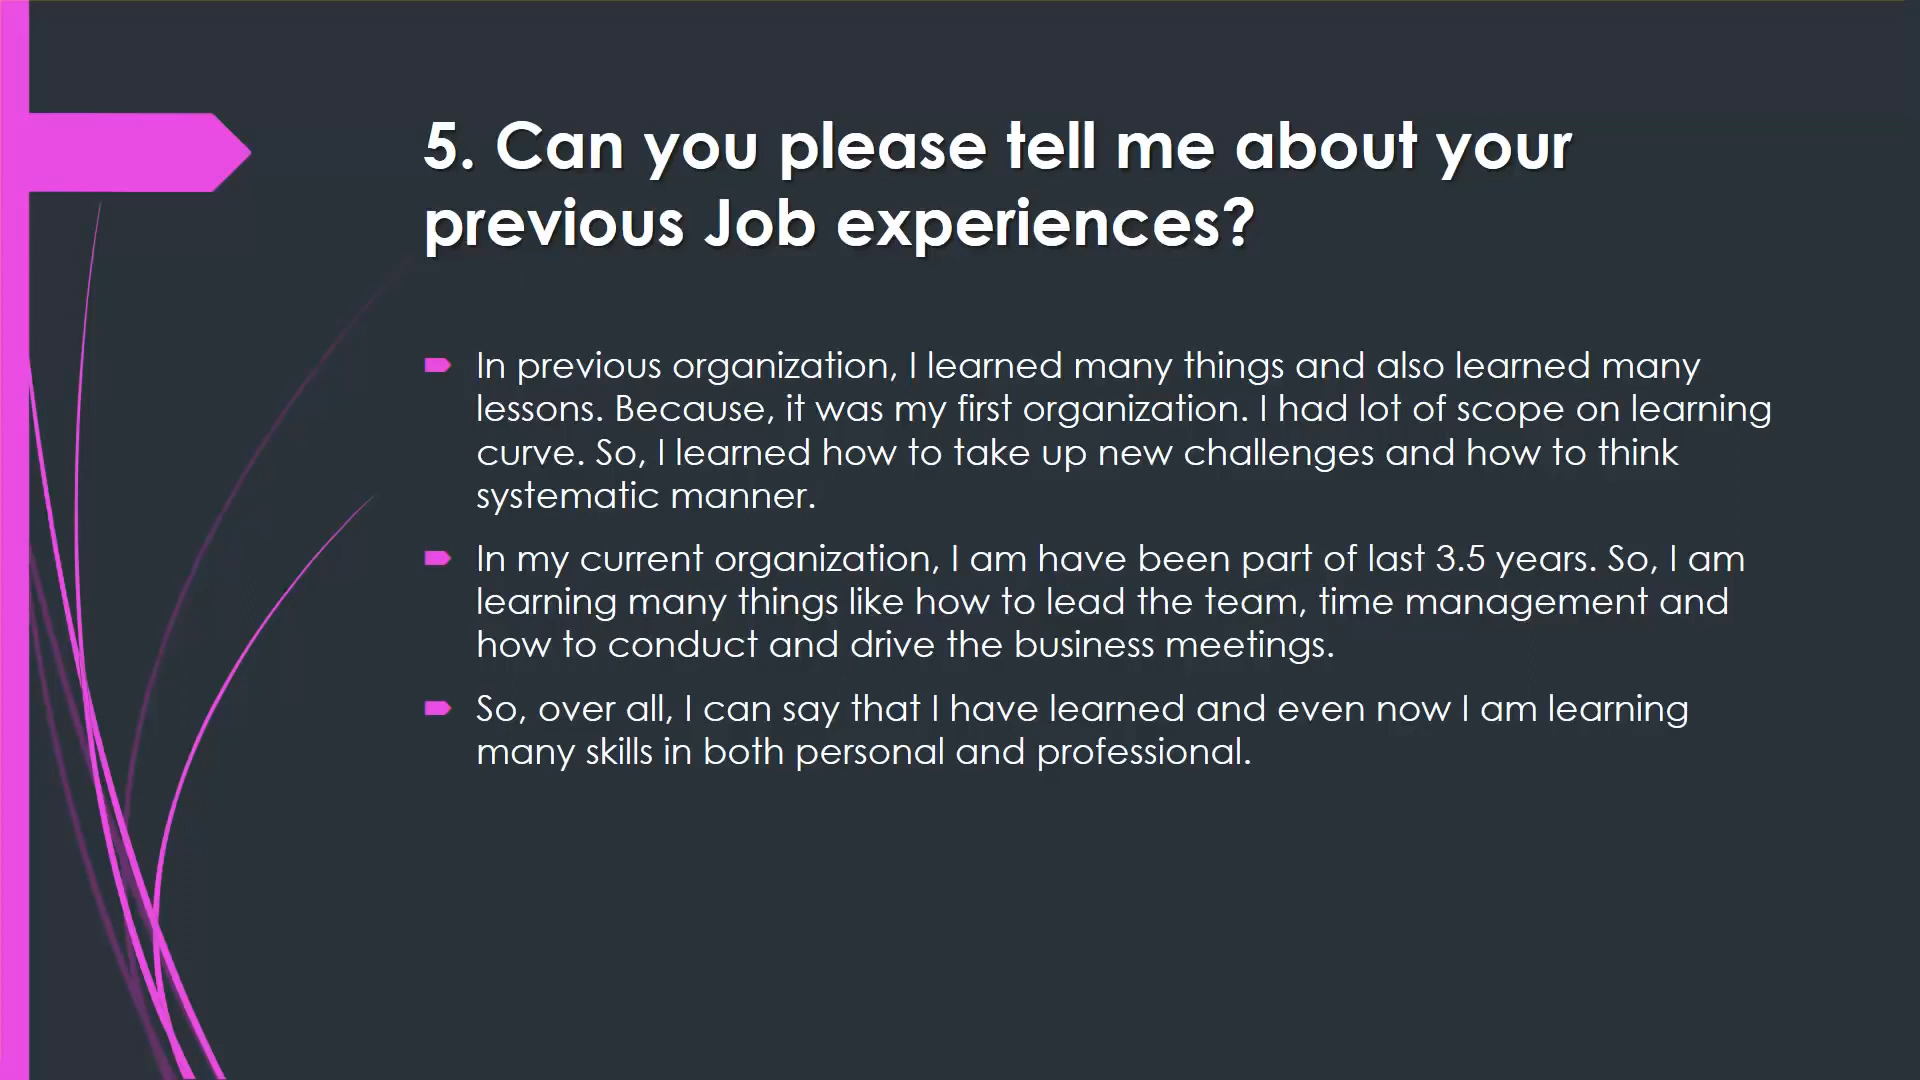 5. Can you please tell me about your
previous Job experiences?
In previous organization, I learned many things and also learned many
lessons. Because, it was my first organization. I had lot of scope on learning
curve. So, I learned how to take up new challenges and how to think
systematic manner.
In my current organization, I am have been part of last 3.5 years. So, I am
learning many things like how to lead the team, time management and
how to conduct and drive the business meetings.
So, over all, I can say that I have learned and even now I am learning
many skills in both personal and professional.